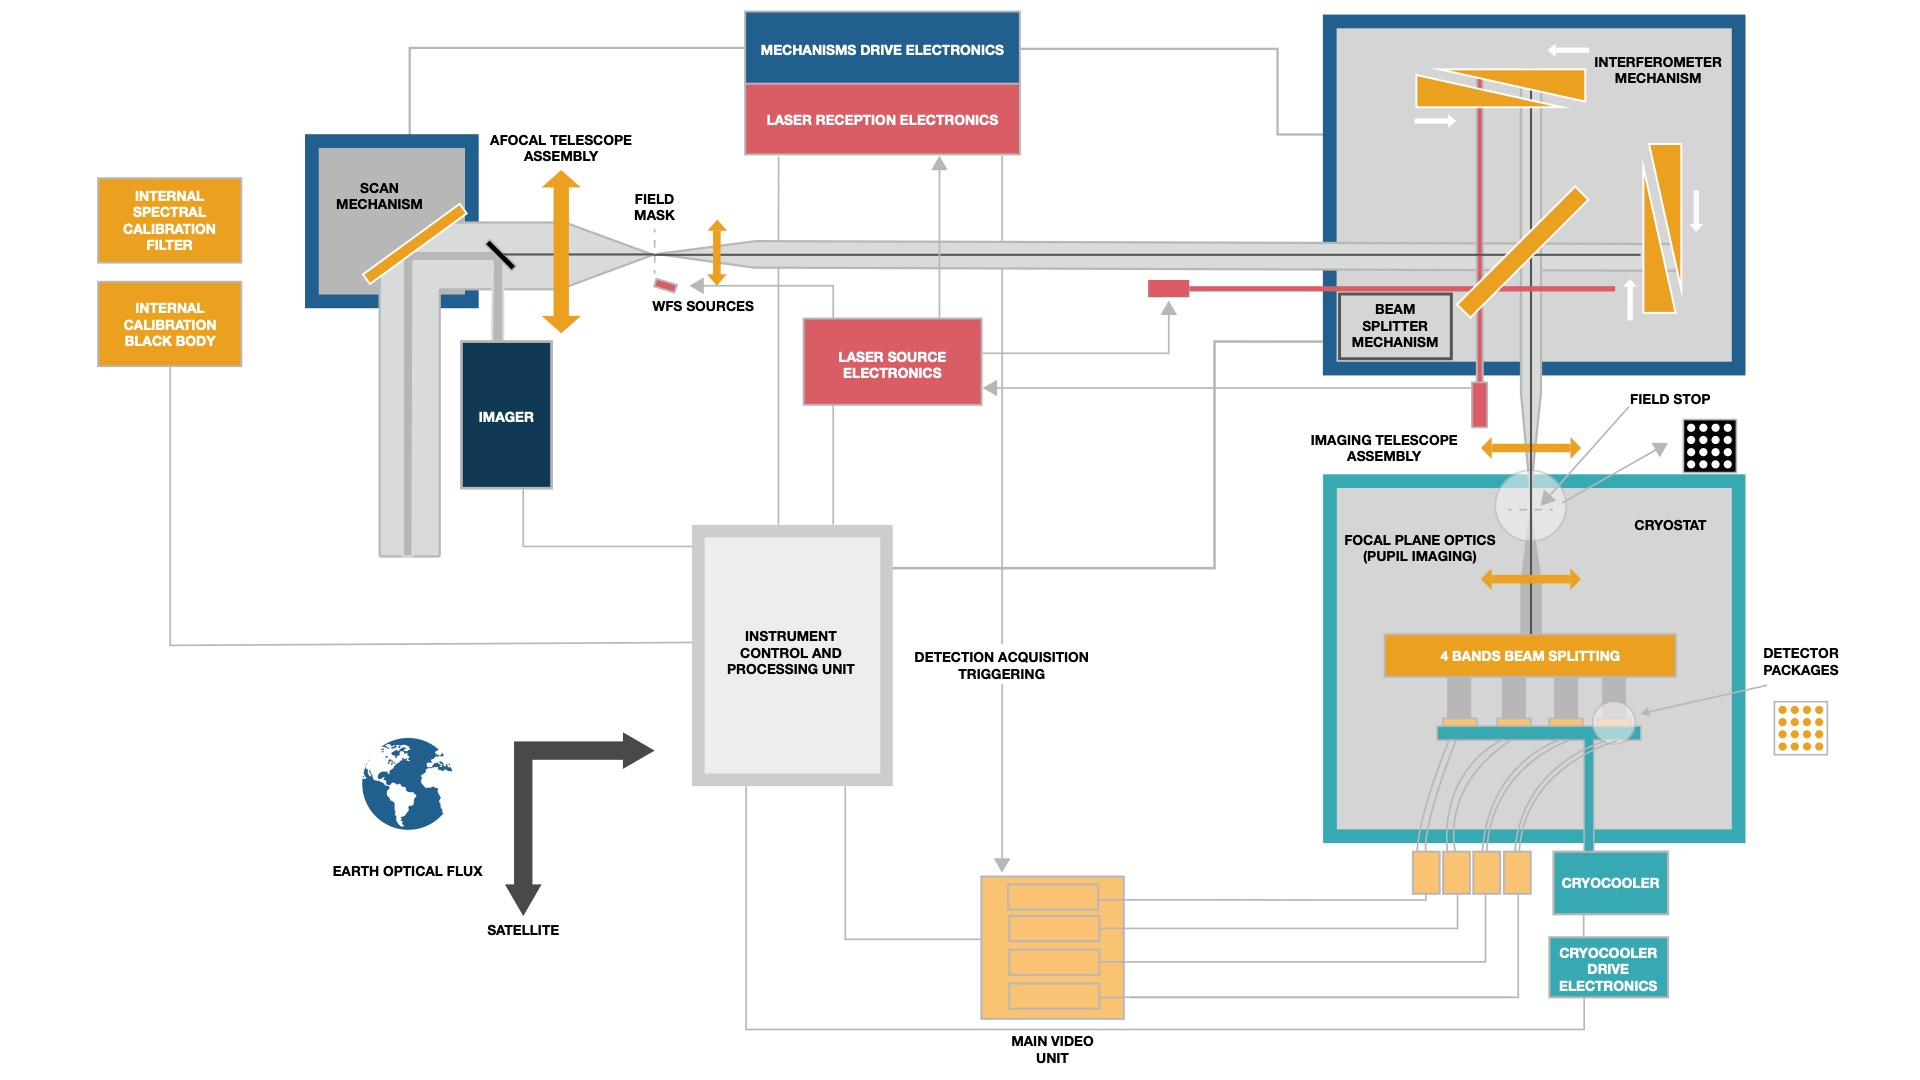 MECHANISMS DRIVE ELECTRONICS
LASER RECEPTION ELECTRONICS
INTERFEROMETER
MECHANISM
AFOCAL TELESCOPE
ASSEMBLY
SCAN
MECHANISM
FIELD
MASK
INTERNAL
SPECTRAL
CALIBRATION
FILTER
INTERNAL
CALIBRATION
BLACK BODY
WFS SOURCES
BEAM
SPLITTER
MECHANISM
LASER SOURCE
ELECTRONICS
IMAGER
FIELD STOP
IMAGING TELESCOPE
ASSEMBLY
CRYOSTAT
FOCAL PLANE OPTICS
(PUPIL IMAGING)
INSTRUMENT
CONTROL AND
PROCESSING UNIT
DETECTION ACQUISITION
TRIGGERING
4 BANDS BEAM SPLITTING
DETECTOR
PACKAGES
EARTH OPTICAL FLUX
SATELLITE
CRYOCOOLER
CRYOCOOLER
DRIVE
ELECTRONICS
MAIN VIDEO
UNIT